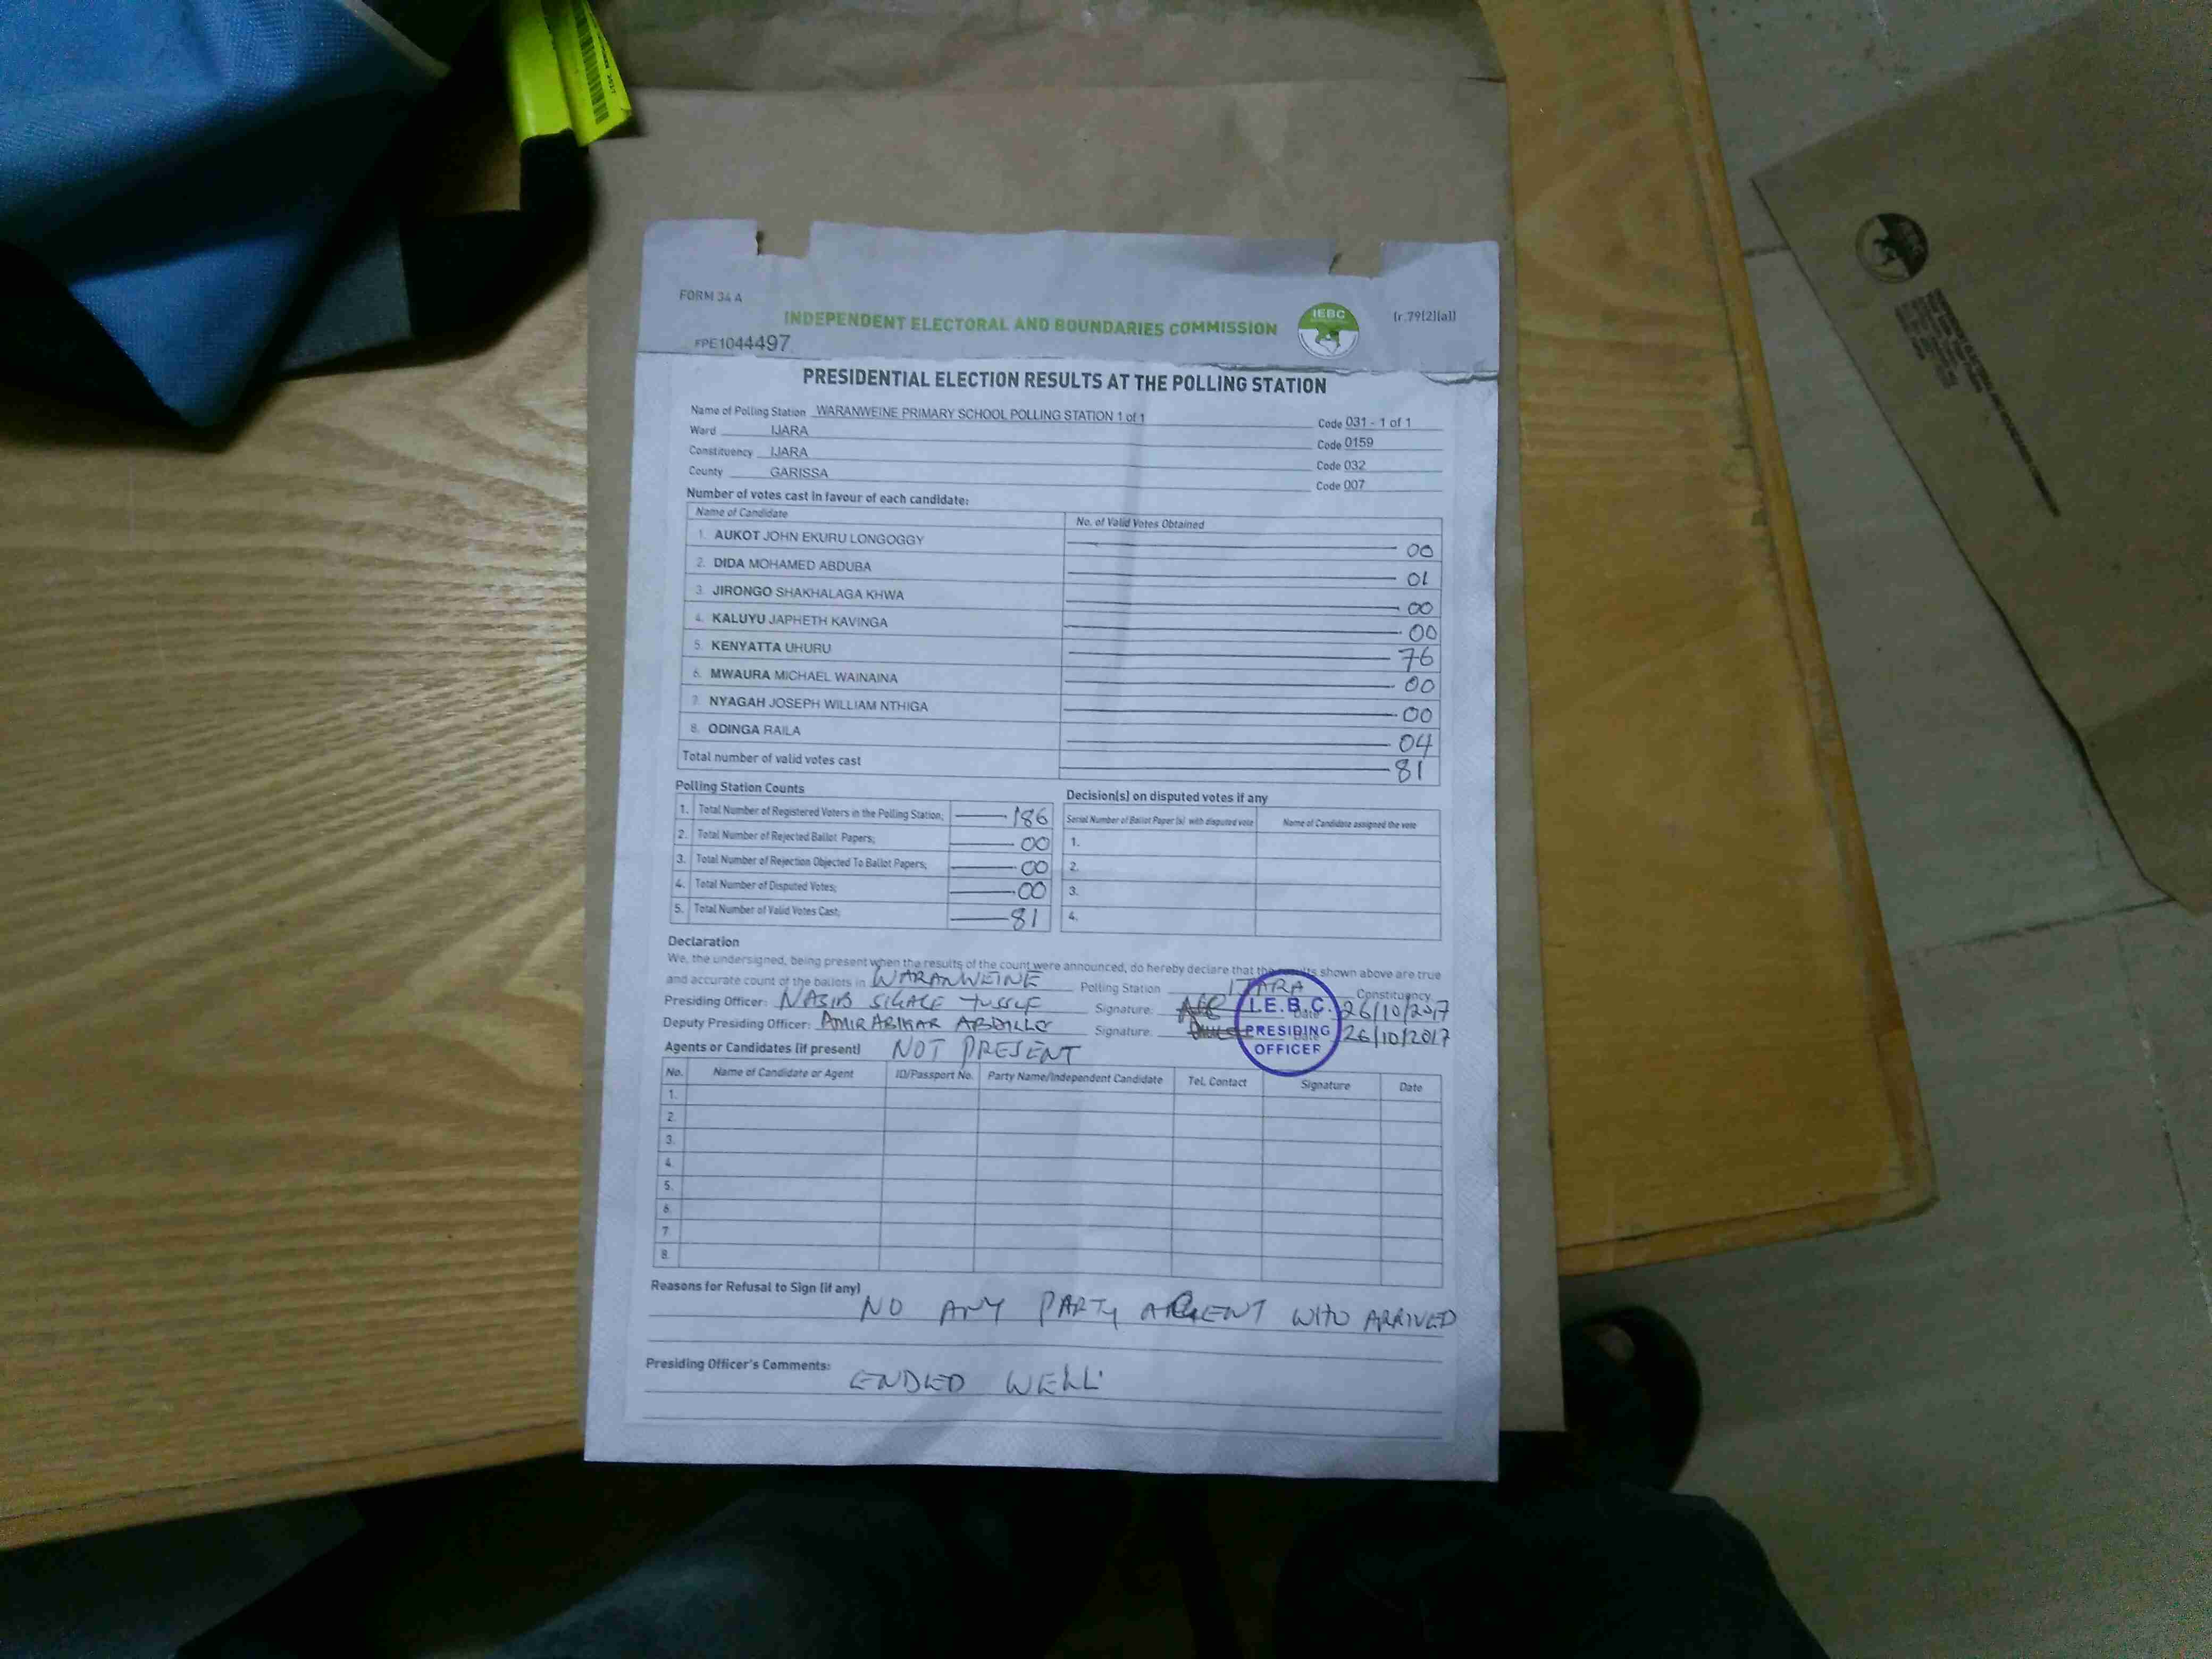 FORM 34 A
(r.79(2)(a))
INDEPENDENT ELECTORAL AND BOUNDARIES COMMISSION
IEBC
FPE1044497
PRESIDENTIAL ELECTION RESULTS AT THE POLLING STATION
Name of Polling Station WARANWEINE PRIMARY SCHOOL POLLING STATION 1 of 1 Code 031 - 1 of 1
Ward IJARA Code 0159
Constituency IJARA Code 032
County GARISSA Code 007
Number of votes cast in favour of each candidate:
Name of Candidate No. of Valid Votes Obtained
1. AUKOT JOHN EKURU LONGOGGY 00
2. DIDA MOHAMED ABDUBA 01
3. JIRONGO SHAKHALAGA KHWA 00
4. KALUYU JAPHETH KAVINGA 00
5. KENYATTA UHURU 76
6. MWAURA MICHAEL WAINAINA 00
7. NYAGAH JOSEPH WILLIAM NTHIGA 00
8. ODINGA RAILA 04
Total number of valid votes cast 81
Polling Station Counts
1. Total Number of Registered Voters in the Polling Station; 186
2. Total Number of Rejected Ballot Papers; 00
3. Total Number of Rejection Objected To Ballot Papers; 00
4. Total Number of Disputed Votes; 00
5. Total Number of Valid Votes Cast; 81
Decision(s) on disputed votes if any
Serial Number of Ballot Paper (s) with disputed vote Name of Candidate assigned the vote
1.
2.
3.
4.
Declaration
We, the undersigned, being present when the results of the count were announced, do hereby declare that the results shown above are true
and accurate count of the ballots in WARANWEINE Polling Station IJARA Constituency
Presiding Officer: NASIB Signature: Date 26/10/2017
Deputy Presiding Officer: AMIR ABIKAR ABDILLE Signature: Date 26/10/2017
I.E.B.C.
PRESIDING
OFFICER
Agents or Candidates (if present) NOT PRESENT
No. Name of Candidate or Agent ID/Passport No. Party Name/Independent Candidate Tel. Contact Signature Date
1.
2.
3.
4.
5.
6.
7.
8.
Reasons for Refusal to Sign (if any) NO ANY PARTY AGENT WHO ARRIVED
Presiding Officer's Comments: ENDED WELL
IEBC